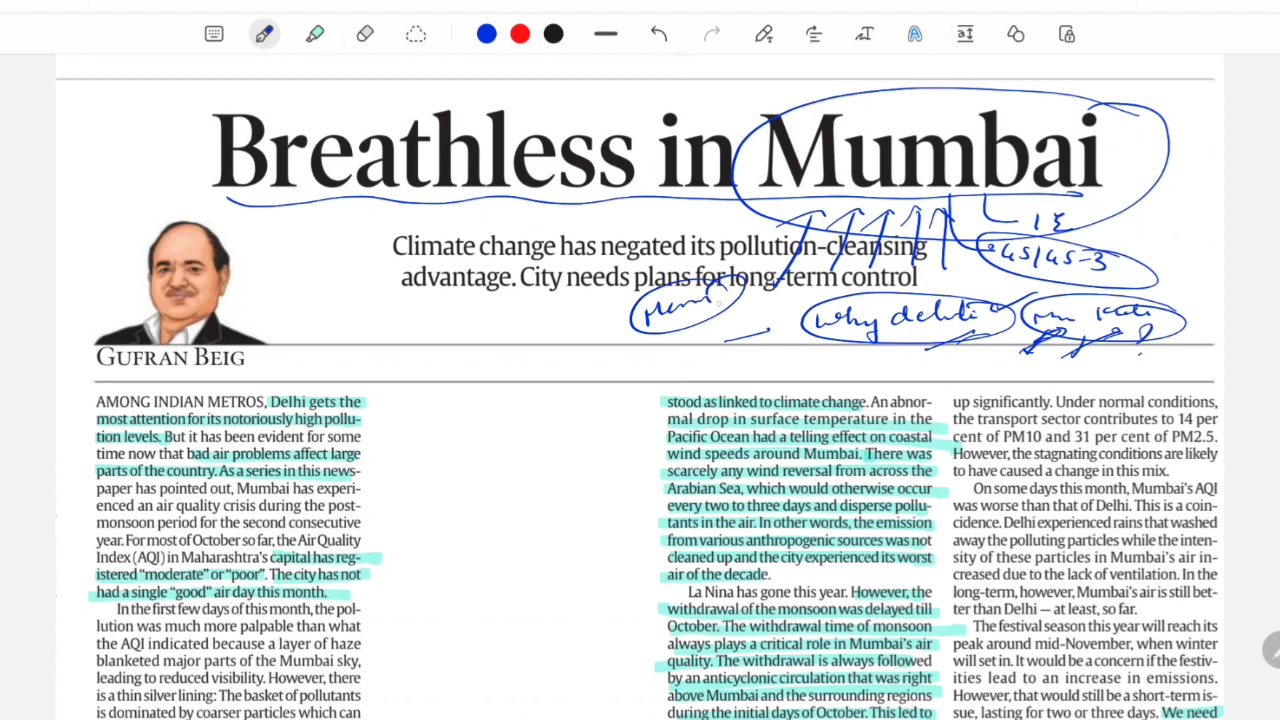 Breathless in Mumbai
Climate change has negated its pollution-cleansing
advantage. City needs plans for long-term control
why delhi
GUFRAN BEIG
AMONG INDIAN METROS, Delhi gets the
most attention for its notoriously high pollu-
tion levels. But it has been evident for some
time now that bad air problems affect large
parts of the country. As a series in this news-
paper has pointed out, Mumbai has experi-
enced an air quality crisis during the post-
monsoon period for the second consecutive
year. For most of October so far, the Air Quality
Index (AQI) in Maharashtra's capital has reg-
istered "moderate" or "poor". The city has not
had a single "good" air day this month.
In the first few days of this month, the pol-
lution was much more palpable than what
the AQI indicated because a layer of haze
blanketed major parts of the Mumbai sky,
leading to reduced visibility. However, there
is a thin silver lining: The basket of pollutants
is dominated by coarser particles which can
stood as linked to climate change. An abnor-
mal drop in surface temperature in the
Pacific Ocean had a telling effect on coastal
wind speeds around Mumbai. There was
scarcely any wind reversal from across the
Arabian Sea, which would otherwise occur
every two to three days and disperse pollu-
tants in the air. In other words, the emission
from various anthropogenic sources was not
cleaned up and the city experienced its worst
air of the decade.
La Nina has gone this year. However, the
withdrawal of the monsoon was delayed till
October. The withdrawal time of monsoon
always plays a critical role in Mumbai's air
quality. The withdrawal is always followed
by an anticyclonic circulation that was right
above Mumbai and the surrounding regions
during the initial days of October. This led to
up significantly. Under normal conditions,
the transport sector contributes to 14 per
cent of PM10 and 31 per cent of PM2.5.
However, the stagnating conditions are likely
to have caused a change in this mix.
On some days this month, Mumbai's AQI
was worse than that of Delhi. This is a coin-
cidence. Delhi experienced rains that washed
away the polluting particles while the inten-
sity of these particles in Mumbai's air in-
creased due to the lack of ventilation. In the
long-term, however, Mumbai's air is still bet-
ter than Delhi — at least, so far.
The festival season this year will reach its
peak around mid-November, when winter
will set in. It would be a concern if the festiv-
ities lead to an increase in emissions.
However, that would still be a short-term is-
sue, lasting for two or three days. We need